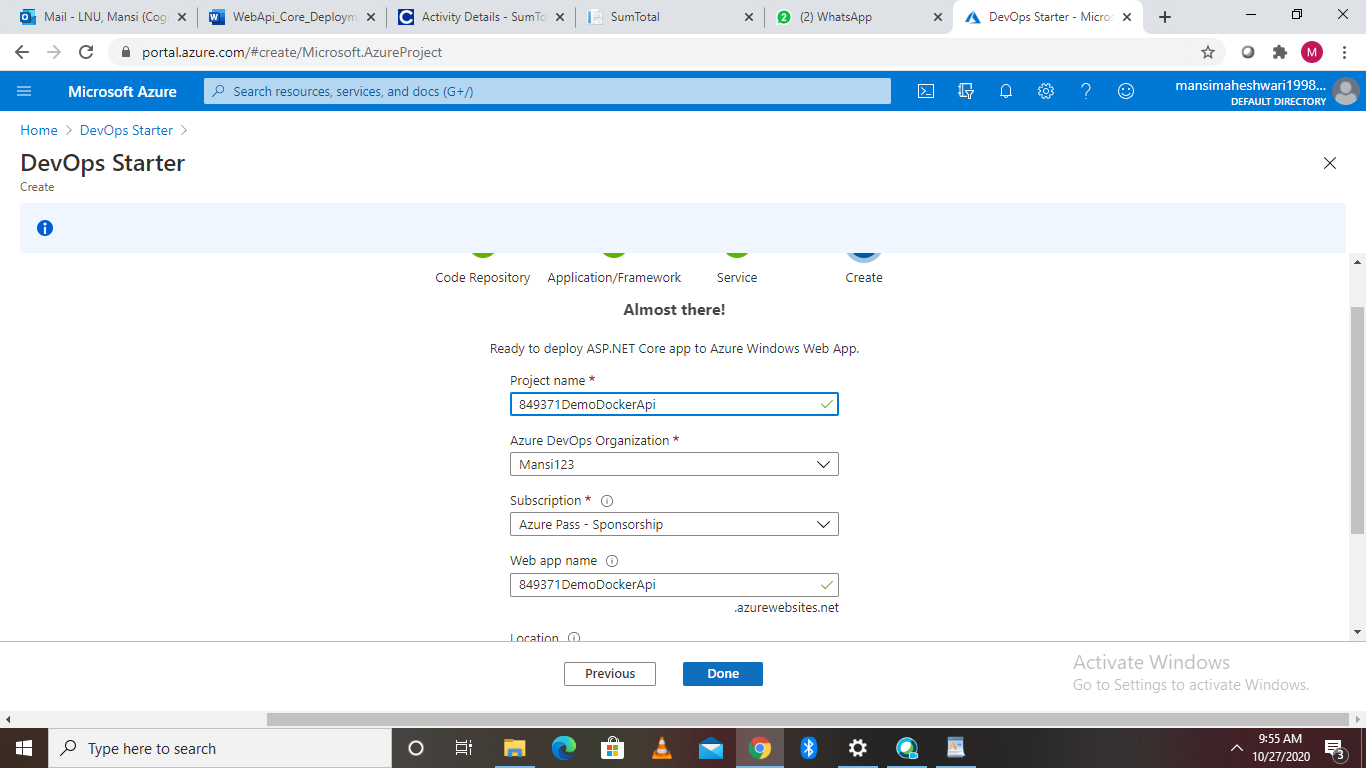 Mail - LNU, Mansi (Cog
WebApi_Core_Deploym
Activity Details - SumTo
SumTotal
(2) WhatsApp
DevOps Starter - Micros
portal.azure.com/#create/Microsoft.AzureProject
M
Microsoft Azure
Search resources, services, and docs (G+/)
mansimaheshwari1998...
DEFAULT DIRECTORY
Home > DevOps Starter >
DevOps Starter
Create
Code Repository
Application/Framework
Service
Create
Almost there!
Ready to deploy ASP.NET Core app to Azure Windows Web App.
Project name *
849371DemoDockerApi
Azure DevOps Organization *
Mansi123
Subscription *
Azure Pass - Sponsorship
Web app name
849371DemoDockerApi
.azurewebsites.net
Location
Previous
Done
Activate Windows
Go to Settings to activate Windows.
Type here to search
9:55 AM
10/27/2020
3